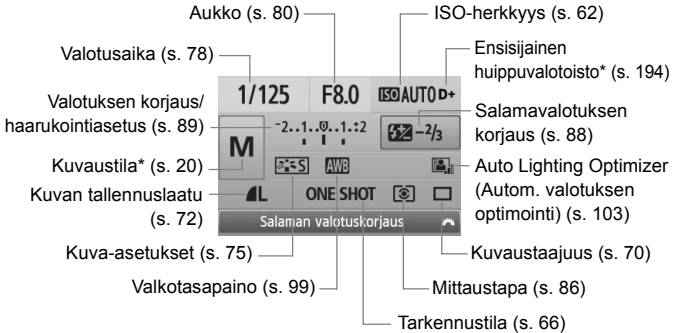 Aukko (s. 80)
ISO-herkkyys (s. 62)
Valotusaika (s. 78)
Ensisijainen
huippuvalotoisto* (s. 194)
1/125 F8.0 ISO AUTO D+
Valotuksen korjaus/
haarukointiasetus (s. 89)
-2..1..0..1.:2
-2/3
Salamavalotuksen
korjaus (s. 88)
M
Kuvaustila* (s. 20)
S AWB
Auto Lighting Optimizer
(Autom. valotuksen
optimointi) (s. 103)
Kuvan tallennuslaatu
(s. 72)
L ONE SHOT
Salaman valotuskorjaus
Kuva-asetukset (s. 75)
Kuvaustaajuus (s. 70)
Valkotasapaino (s. 99)
Mittaustapa (s. 86)
Tarkennustila (s. 66)